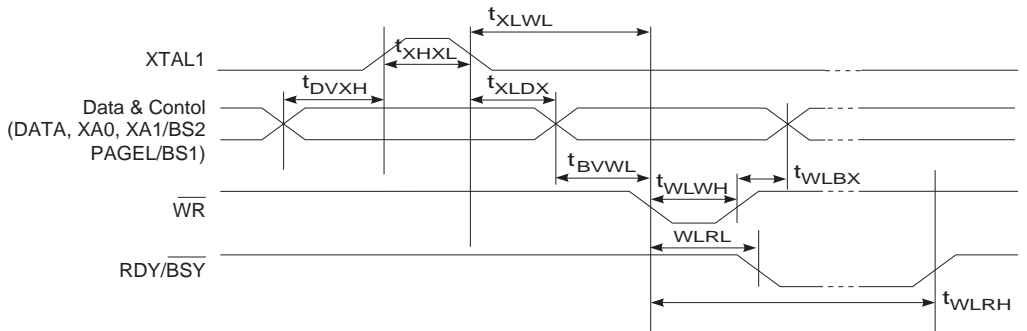 tXLWL
XTAL1
tXHXL
tDVXH
tXLDX
Data & Contol
(DATA, XA0, XA1/BS2
PAGEL/BS1)
tBVWL
tWLWH
tWLBX
WR
WLRL
RDY/BSY
tWLRH